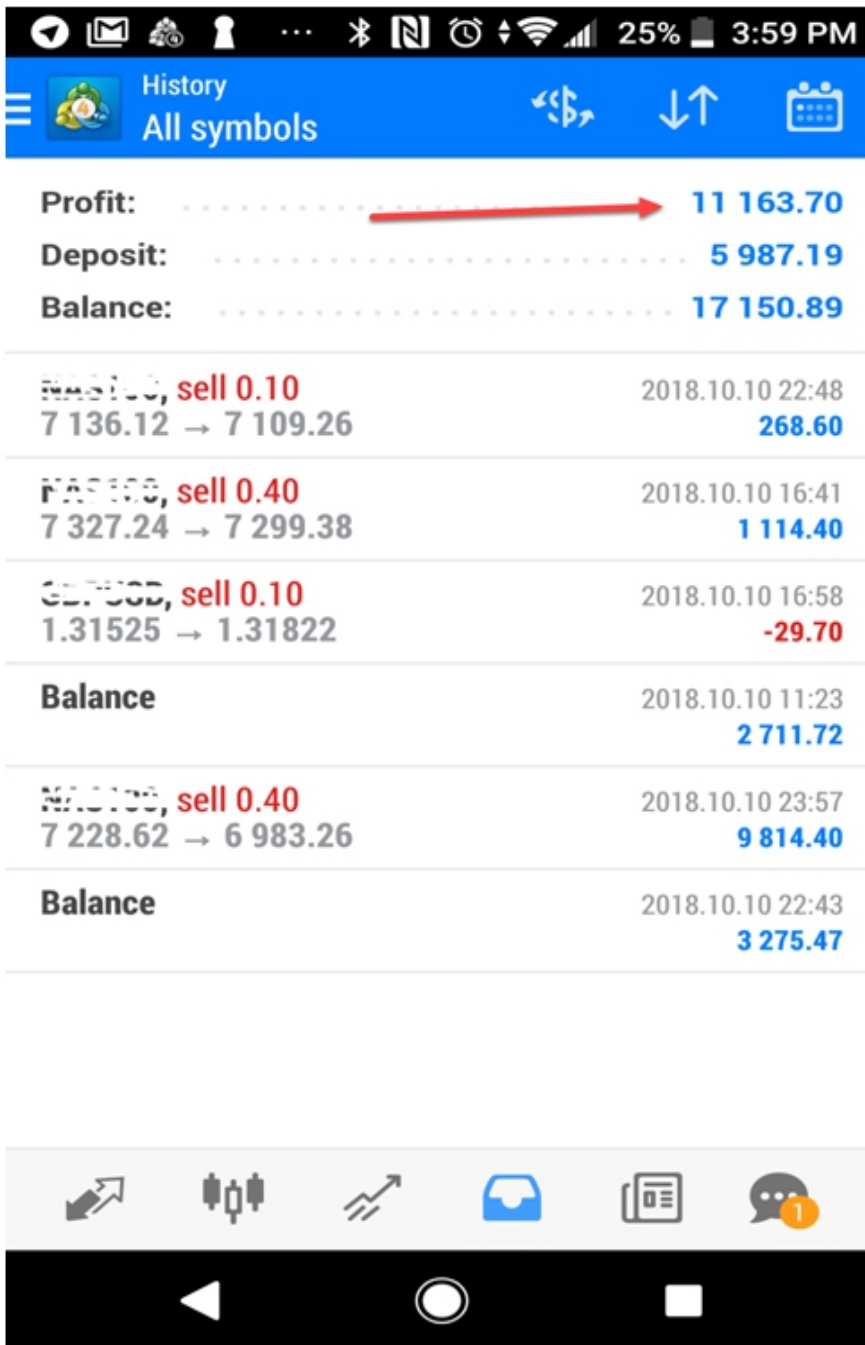 25% 3:59 PM
History
All symbols
Profit: 11 163.70
Deposit: 5 987.19
Balance: 17 150.89
sell 0.10 2018.10.10 22:48
7 136.12 → 7 109.26 268.60
sell 0.40 2018.10.10 16:41
7 327.24 → 7 299.38 1 114.40
sell 0.10 2018.10.10 16:58
1.31525 → 1.31822 -29.70
Balance 2018.10.10 11:23
2 711.72
sell 0.40 2018.10.10 23:57
7 228.62 → 6 983.26 9 814.40
Balance 2018.10.10 22:43
3 275.47
1